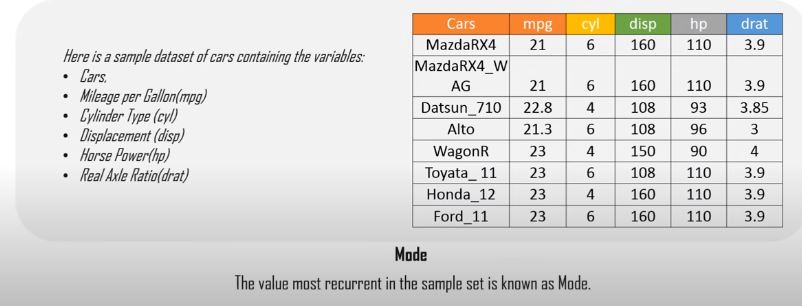 Here is a sample dataset of cars containing the variables:
• Cars,
• Mileage per Gallon(mpg)
• Cylinder Type (cyl)
• Displacement (disp)
• Horse Power(hp)
• Real Axle Ratio(drat)
Cars mpg cyl disp hp drat
MazdaRX4 21 6 160 110 3.9
MazdaRX4_W
AG 21 6 160 110 3.9
Datsun_710 22.8 4 108 93 3.85
Alto 21.3 6 108 96 3
WagonR 23 4 150 90 4
Toyata_ 11 23 6 108 110 3.9
Honda_12 23 4 160 110 3.9
Ford_11 23 6 160 110 3.9
Mode
The value most recurrent in the sample set is known as Mode.